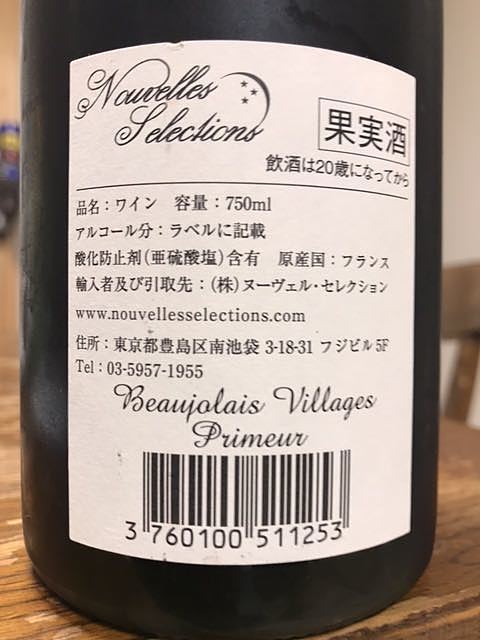 Nouvelles
Selections
果実酒
飲酒は20歳になってから
品名：ワイン 容量：750ml
アルコール分：ラベルに記載
酸化防止剤(亜硫酸塩)含有 原産国：フランス
輸入者及び引取先：(株)ヌーヴェル・セレクション
www.nouvellesselections.com
住所：東京都豊島区南池袋 3-18-31 フジビル5F
Tel：03-5957-1955
Beaujolais Villages
Primeur
3 760100 511253